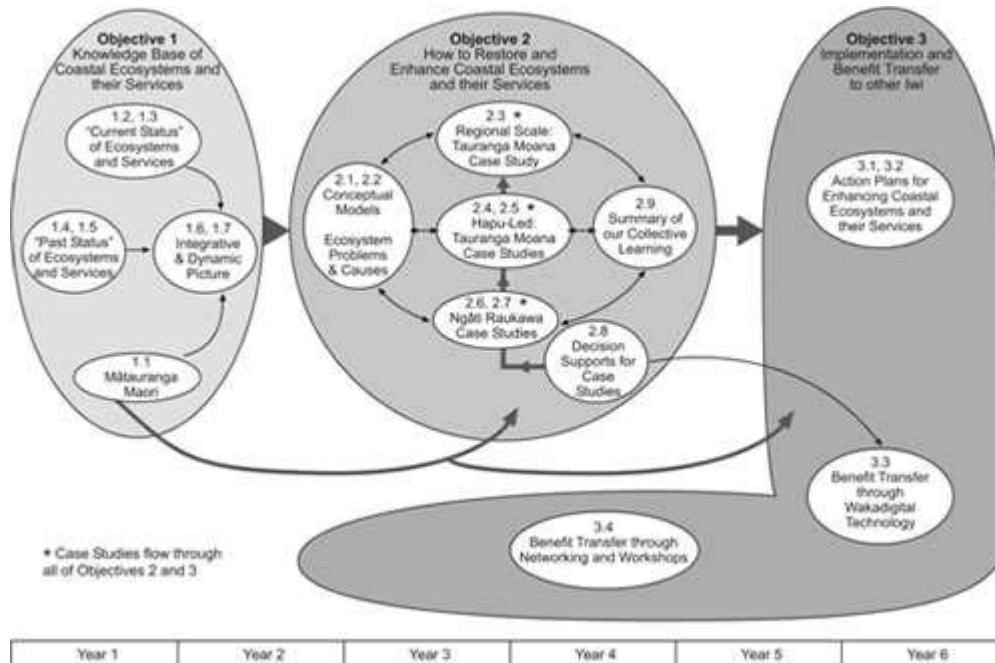 Objective 1
Knowledge Base of
Coastal Ecosystems and
their Services
1.2, 1.3
"Current Status"
of Ecosystems
and Services
1.4, 1.5
"Past Status"
of Ecosystems
and Services
1.6, 1.7
Integrative
& Dynamic
Picture
1.1
Mātauranga
Maori
Objective 2
How to Restore and
Enhance Coastal Ecosystems
and their Services
2.3 *
Regional Scale:
Tauranga Moana
Case Study
2.1, 2.2
Conceptual
Models
Ecosystem
Problems
& Causes
2.4, 2.5 *
Hapu-Led:
Tauranga Moana
Case Studies
2.9
Summary of
our Collective
Learning
2.6, 2.7 *
Ngāti Raukawa
Case Studies
2.8
Decision
Supports for
Case
Studies
Objective 3
Implementation and
Benefit Transfer
to other Iwi
3.1, 3.2
Action Plans for
Enhancing Coastal
Ecosystems and
their Services
3.3
Benefit Transfer
through
Wakadigital
Technology
3.4
Benefit Transfer through
Networking and Workshops
* Case Studies flow through
all of Objectives 2 and 3
Year 1 Year 2 Year 3 Year 4 Year 5 Year 6